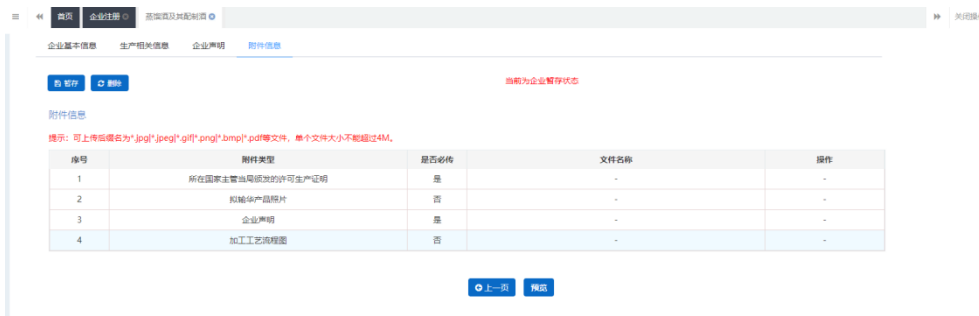 首页 企业注册 蒸馏酒及其配制酒 关闭操
企业基本信息 生产相关信息 企业声明 附件信息
暂存 删除 当前为企业暂存状态
附件信息
提示：可上传后缀名为*.jpg|*.jpeg|*.gif|*.png|*.bmp|*.pdf等文件，单个文件大小不能超过4M。
序号 附件类型 是否必传 文件名称 操作
1 所在国家主管当局颁发的许可生产证明 是 - -
2 拟输华产品照片 否 - -
3 企业声明 是 - -
4 加工工艺流程图 否 - -
上一页 预览